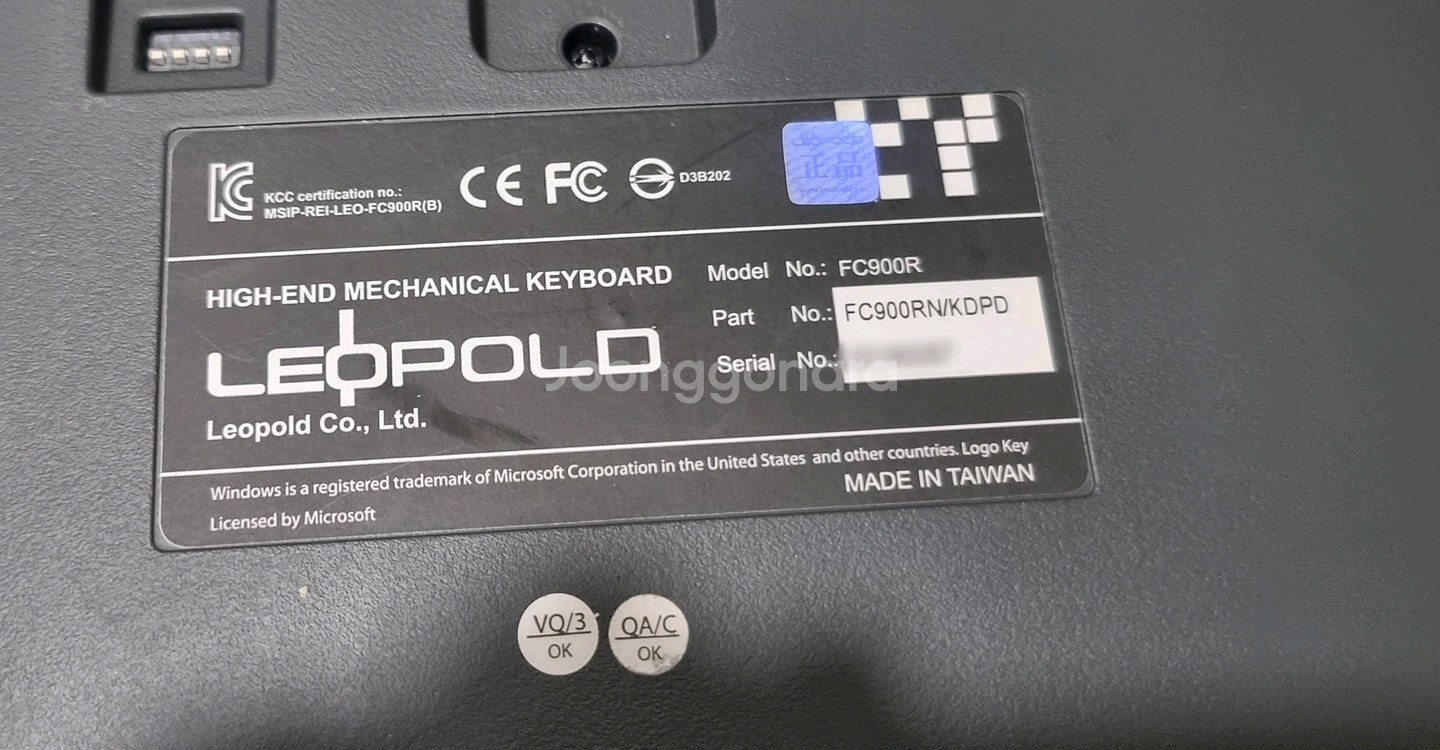 KCC certification no.:
MSIP-REI-LEO-FC900R(B)
CE FC D3B202
LEOPOLD
正品
HIGH-END MECHANICAL KEYBOARD
LEOPOLD
Leopold Co., Ltd.
Model No.: FC900R
Part No.: FC900RN/KDPD
Serial No.:
Joonggonara
Windows is a registered trademark of Microsoft Corporation in the United States and other countries. Logo Key
Licensed by Microsoft
MADE IN TAIWAN
VQ/3
OK
QA/C
OK